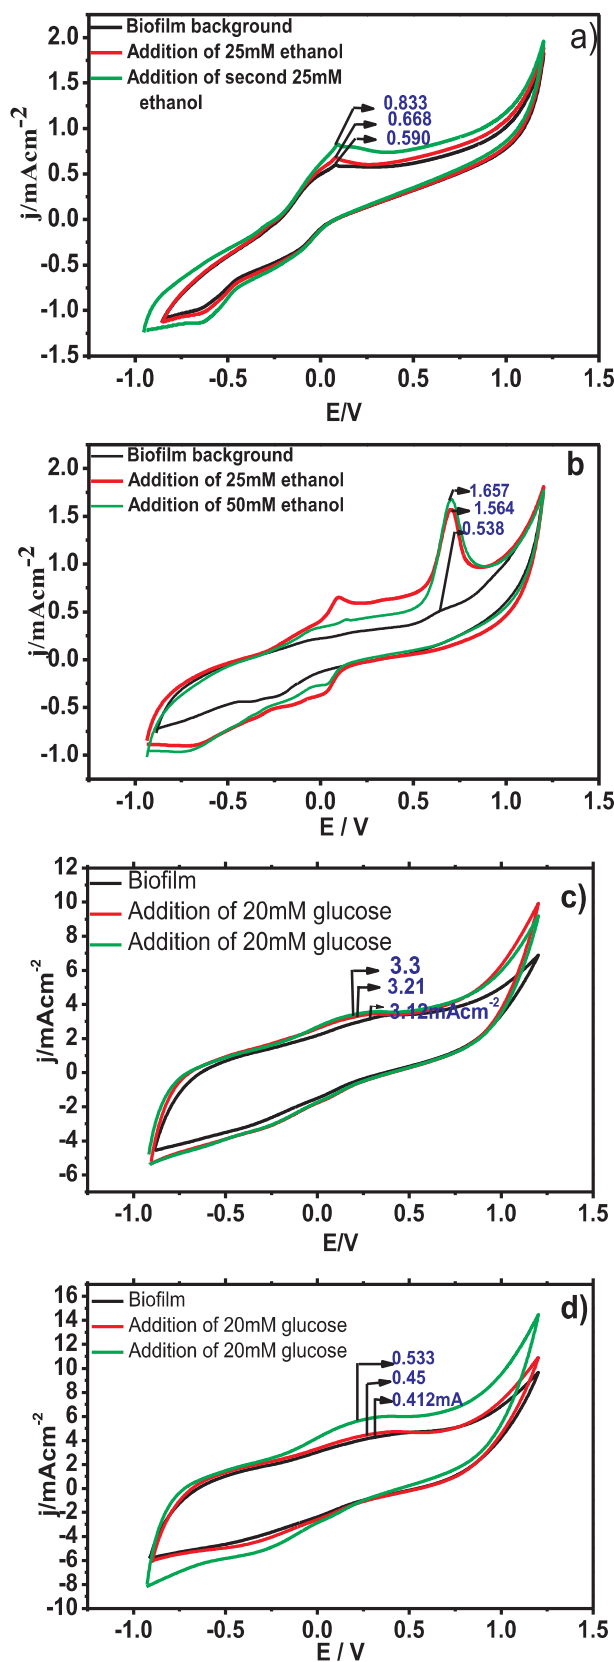 Biofilm background
Addition of 25mM ethanol
Addition of second 25mM
ethanol
a)
0.833
0.668
0.590
2.0
1.5
1.0
0.5
0.0
-0.5
-1.0
-1.5
j/mAcm-2
-1.0 -0.5 0.0 0.5 1.0 1.5
E/V
Biofilm background
Addition of 25mM ethanol
Addition of 50mM ethanol
b
1.657
1.564
0.538
2.0
1.5
1.0
0.5
0.0
-0.5
-1.0
j/mAcm-2
-1.0 -0.5 0.0 0.5 1.0 1.5
E / V
Biofilm
Addition of 20mM glucose
Addition of 20mM glucose
c)
3.3
3.21
3.12mAcm-2
12
10
8
6
4
2
0
-2
-4
-6
j/mAcm-2
-1.0 -0.5 0.0 0.5 1.0 1.5
E/V
Biofilm
Addition of 20mM glucose
Addition of 20mM glucose
d)
0.533
0.45
0.412mA
16
14
12
10
8
6
4
2
0
-2
-4
-6
-8
-10
j/mAcm-2
-1.0 -0.5 0.0 0.5 1.0 1.5
E / V